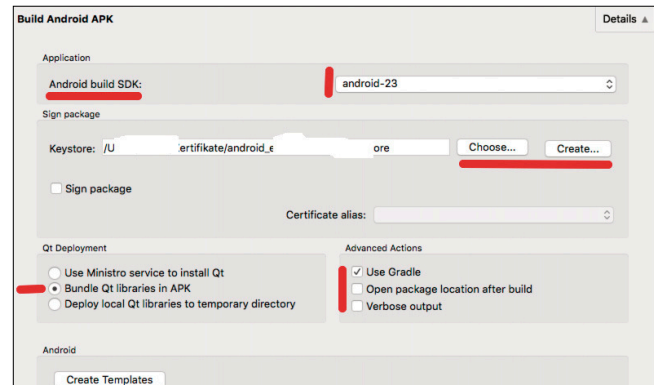 Build Android APK
Details
Application
Android build SDK: android-23
Sign package
Keystore: /U ertifikate/android_e ore Choose... Create...
Sign package
Certificate alias:
Qt Deployment Advanced Actions
Use Ministro service to install Qt Use Gradle
Bundle Qt libraries in APK Open package location after build
Deploy local Qt libraries to temporary directory Verbose output
Android
Create Templates